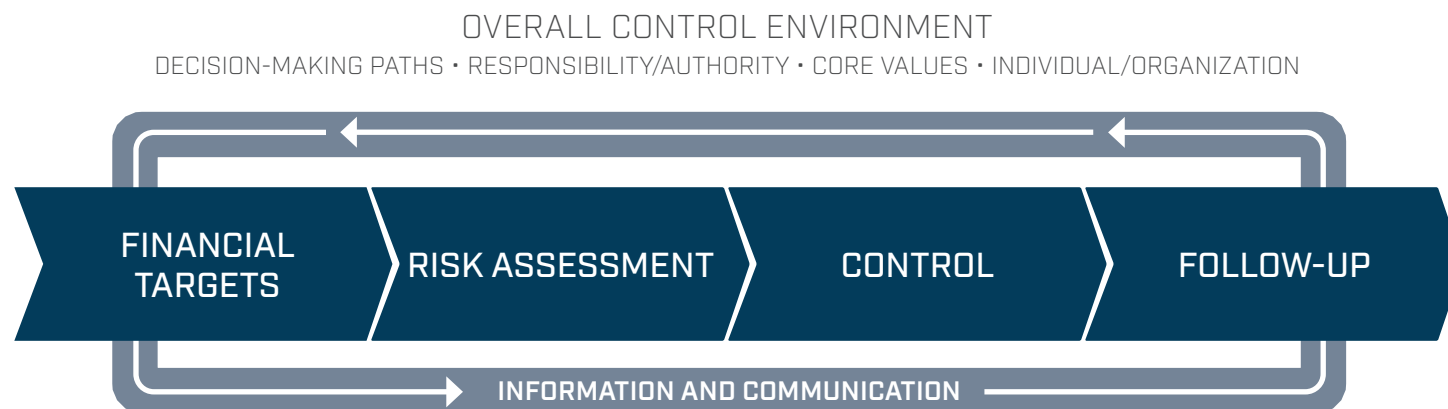 OVERALL CONTROL ENVIRONMENT
DECISION-MAKING PATHS • RESPONSIBILITY/AUTHORITY • CORE VALUES • INDIVIDUAL/ORGANIZATION
FINANCIAL
TARGETS
RISK ASSESSMENT
CONTROL
FOLLOW-UP
INFORMATION AND COMMUNICATION